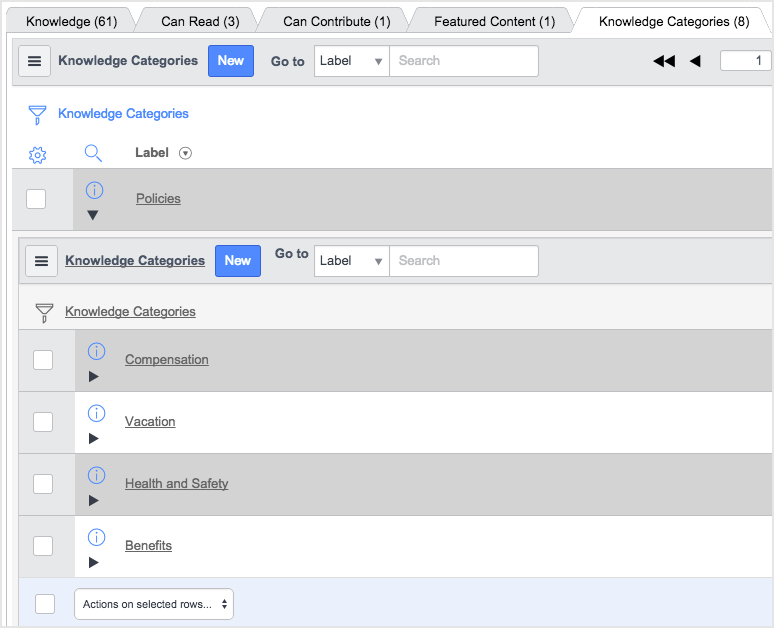 Knowledge (61) Can Read (3) Can Contribute (1) Featured Content (1) Knowledge Categories (8)
Knowledge Categories New Go to Label Search 1
Knowledge Categories
Label
Policies
Knowledge Categories New Go to Label Search
Knowledge Categories
Compensation
Vacation
Health and Safety
Benefits
Actions on selected rows...